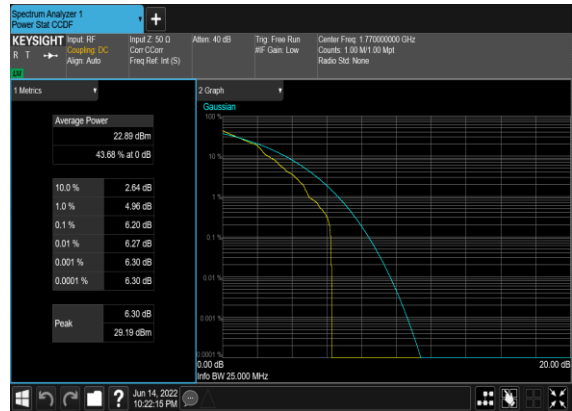 Spectrum Analyzer 1
Power Stat CCDF
KEYSIGHT
R T
LV
Input: RF
Coupling: DC
Align: Auto
Input Z: 50 Ω
Corr CCorr
Freq Ref: Int (S)
Atten: 40 dB
Trig: Free Run
#IF Gain: Low
Center Freq: 1.770000000 GHz
Counts: 1.00 M/1.00 Mpt
Radio Std: None
1 Metrics
Average Power
22.89 dBm
43.68 % at 0 dB
10.0 % 2.64 dB
1.0 % 4.96 dB
0.1 % 6.20 dB
0.01 % 6.27 dB
0.001 % 6.30 dB
0.0001 % 6.30 dB
Peak
6.30 dB
29.19 dBm
2 Graph
Gaussian
100 %
10 %
1 %
0.1 %
0.01 %
0.001 %
0.0001 %
0.00 dB 20.00 dB
Info BW 25.000 MHz
? Jun 14, 2022
10:22:15 PM